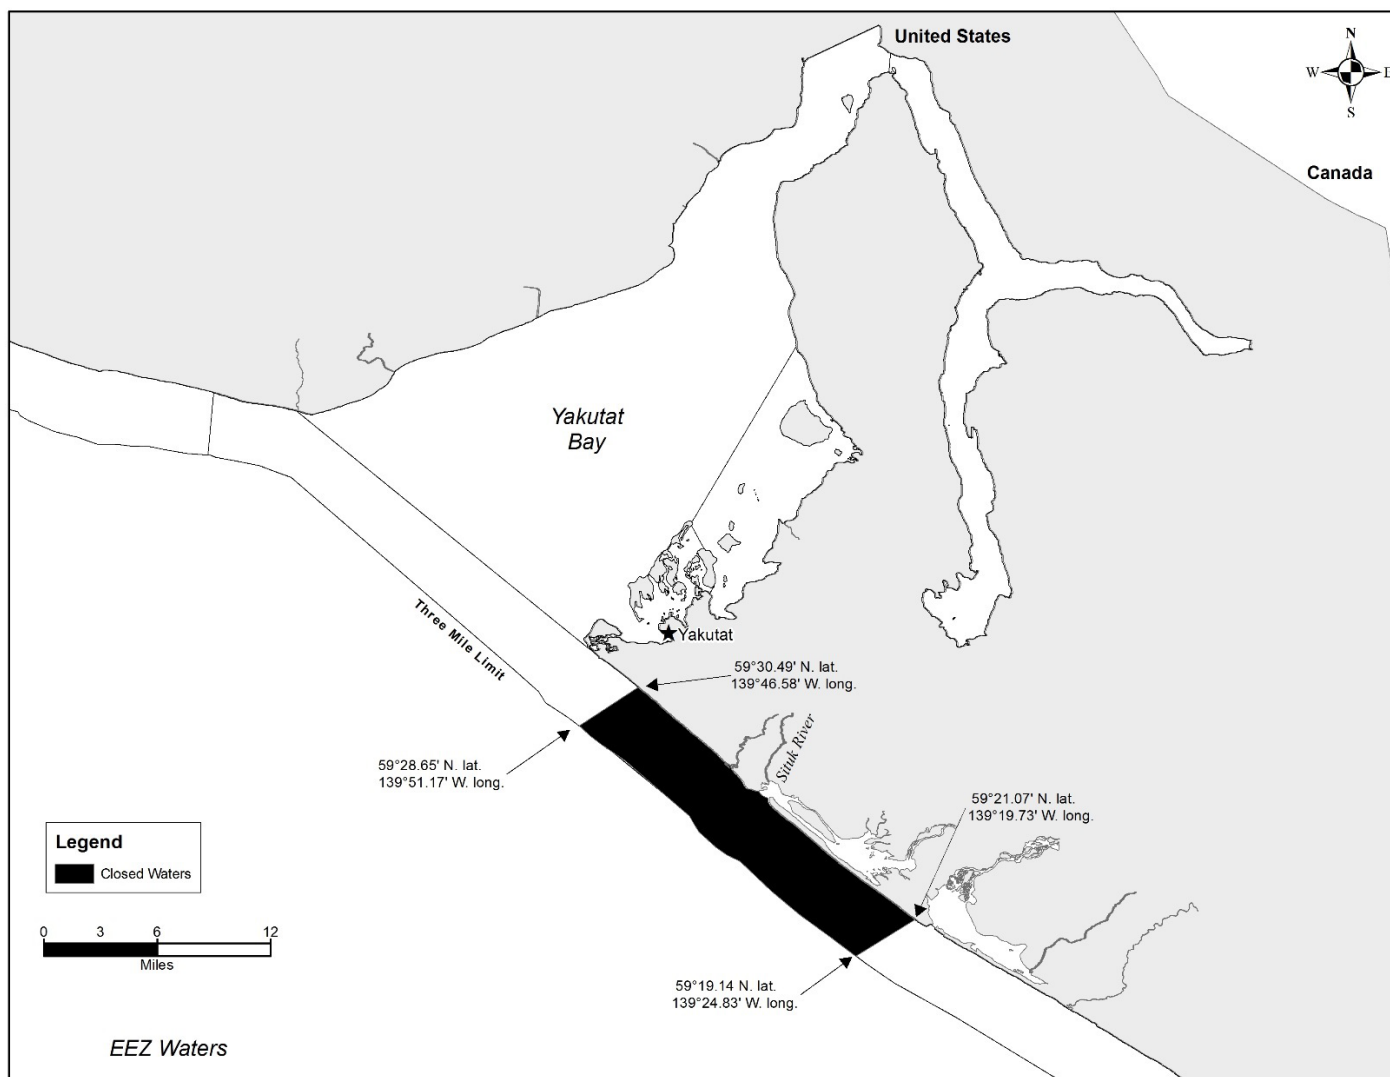 United States
N
W
E
S
Canada
Yakutat
Bay
Three Mile Limit
Yakutat
59°30.49' N. lat.
139°46.58' W. long.
59°28.65' N. lat.
139°51.17' W. long.
Situk River
59°21.07' N. lat.
139°19.73' W. long.
Legend
Closed Waters
0 3 6 12
Miles
59°19.14 N. lat.
139°24.83' W. long.
EEZ Waters